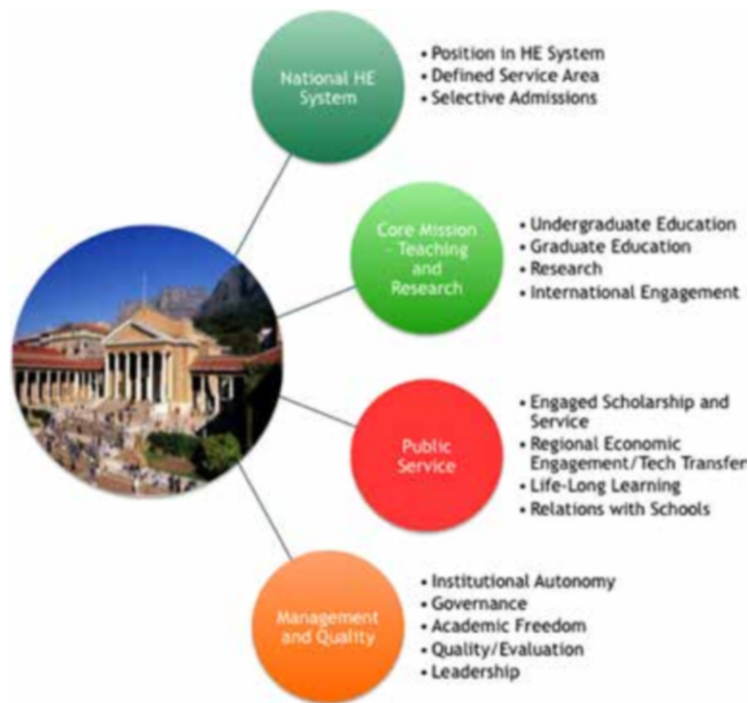 National HE
System
• Position in HE System
• Defined Service Area
• Selective Admissions
Core Mission
- Teaching
and
Research
• Undergraduate Education
• Graduate Education
• Research
• International Engagement
Public
Service
• Engaged Scholarship and
Service
• Regional Economic
Engagement/Tech Transfer
• Life-Long Learning
• Relations with Schools
Management
and Quality
• Institutional Autonomy
• Governance
• Academic Freedom
• Quality/Evaluation
• Leadership